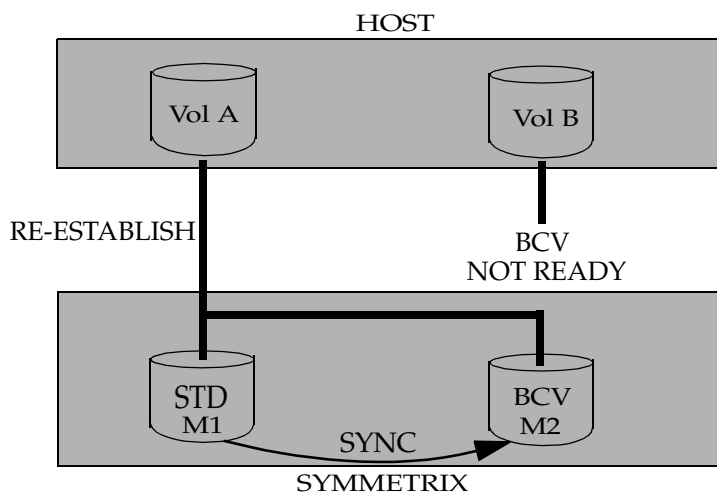 HOST
Vol A
Vol B
RE-ESTABLISH
BCV
NOT READY
STD
M1
BCV
M2
SYNC
SYMMETRIX